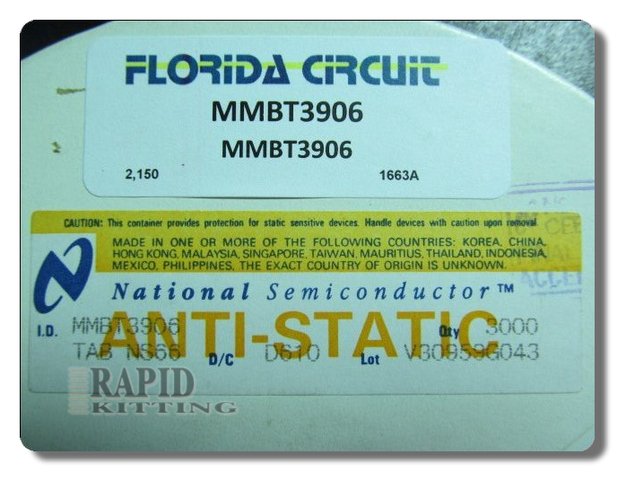 FLORIDA CIRCUIT
MMBT3906
MMBT3906
2,150 1663A
CAUTION: This container provides protection for static sensitive devices. Handle devices with caution upon removal.
MADE IN ONE OR MORE OF THE FOLLOWING COUNTRIES: KOREA, CHINA,
HONG KONG, MALAYSIA, SINGAPORE, TAIWAN, MAURITIUS, THAILAND, INDONESIA,
MEXICO, PHILIPPINES, THE EXACT COUNTRY OF ORIGIN IS UNKNOWN.
National Semiconductor™
ANTI-STATIC
I.D. MMBT3906 Qty 3000
TAB NS66 D/C D610 Lot V30959G043
RAPID
KITTING